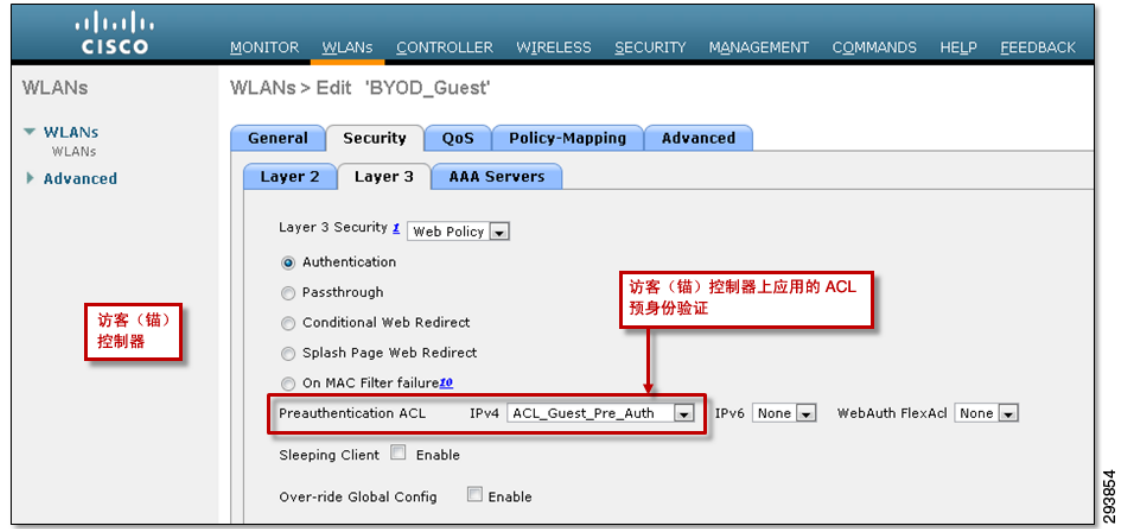 CISCO
MONITOR WLANs CONTROLLER WIRELESS SECURITY MANAGEMENT COMMANDS HELP FEEDBACK
WLANs
WLANs > Edit 'BYOD_Guest'
WLANs
WLANs
Advanced
General Security QoS Policy-Mapping Advanced
Layer 2 Layer 3 AAA Servers
Layer 3 Security 1 Web Policy
Authentication
Passthrough
Conditional Web Redirect
Splash Page Web Redirect
On MAC Filter failure10
访客（锚）控制器上应用的 ACL
预身份验证
访客（锚）
控制器
Preauthentication ACL IPv4 ACL_Guest_Pre_Auth IPv6 None WebAuth FlexAcl None
Sleeping Client Enable
Over-ride Global Config Enable
293854